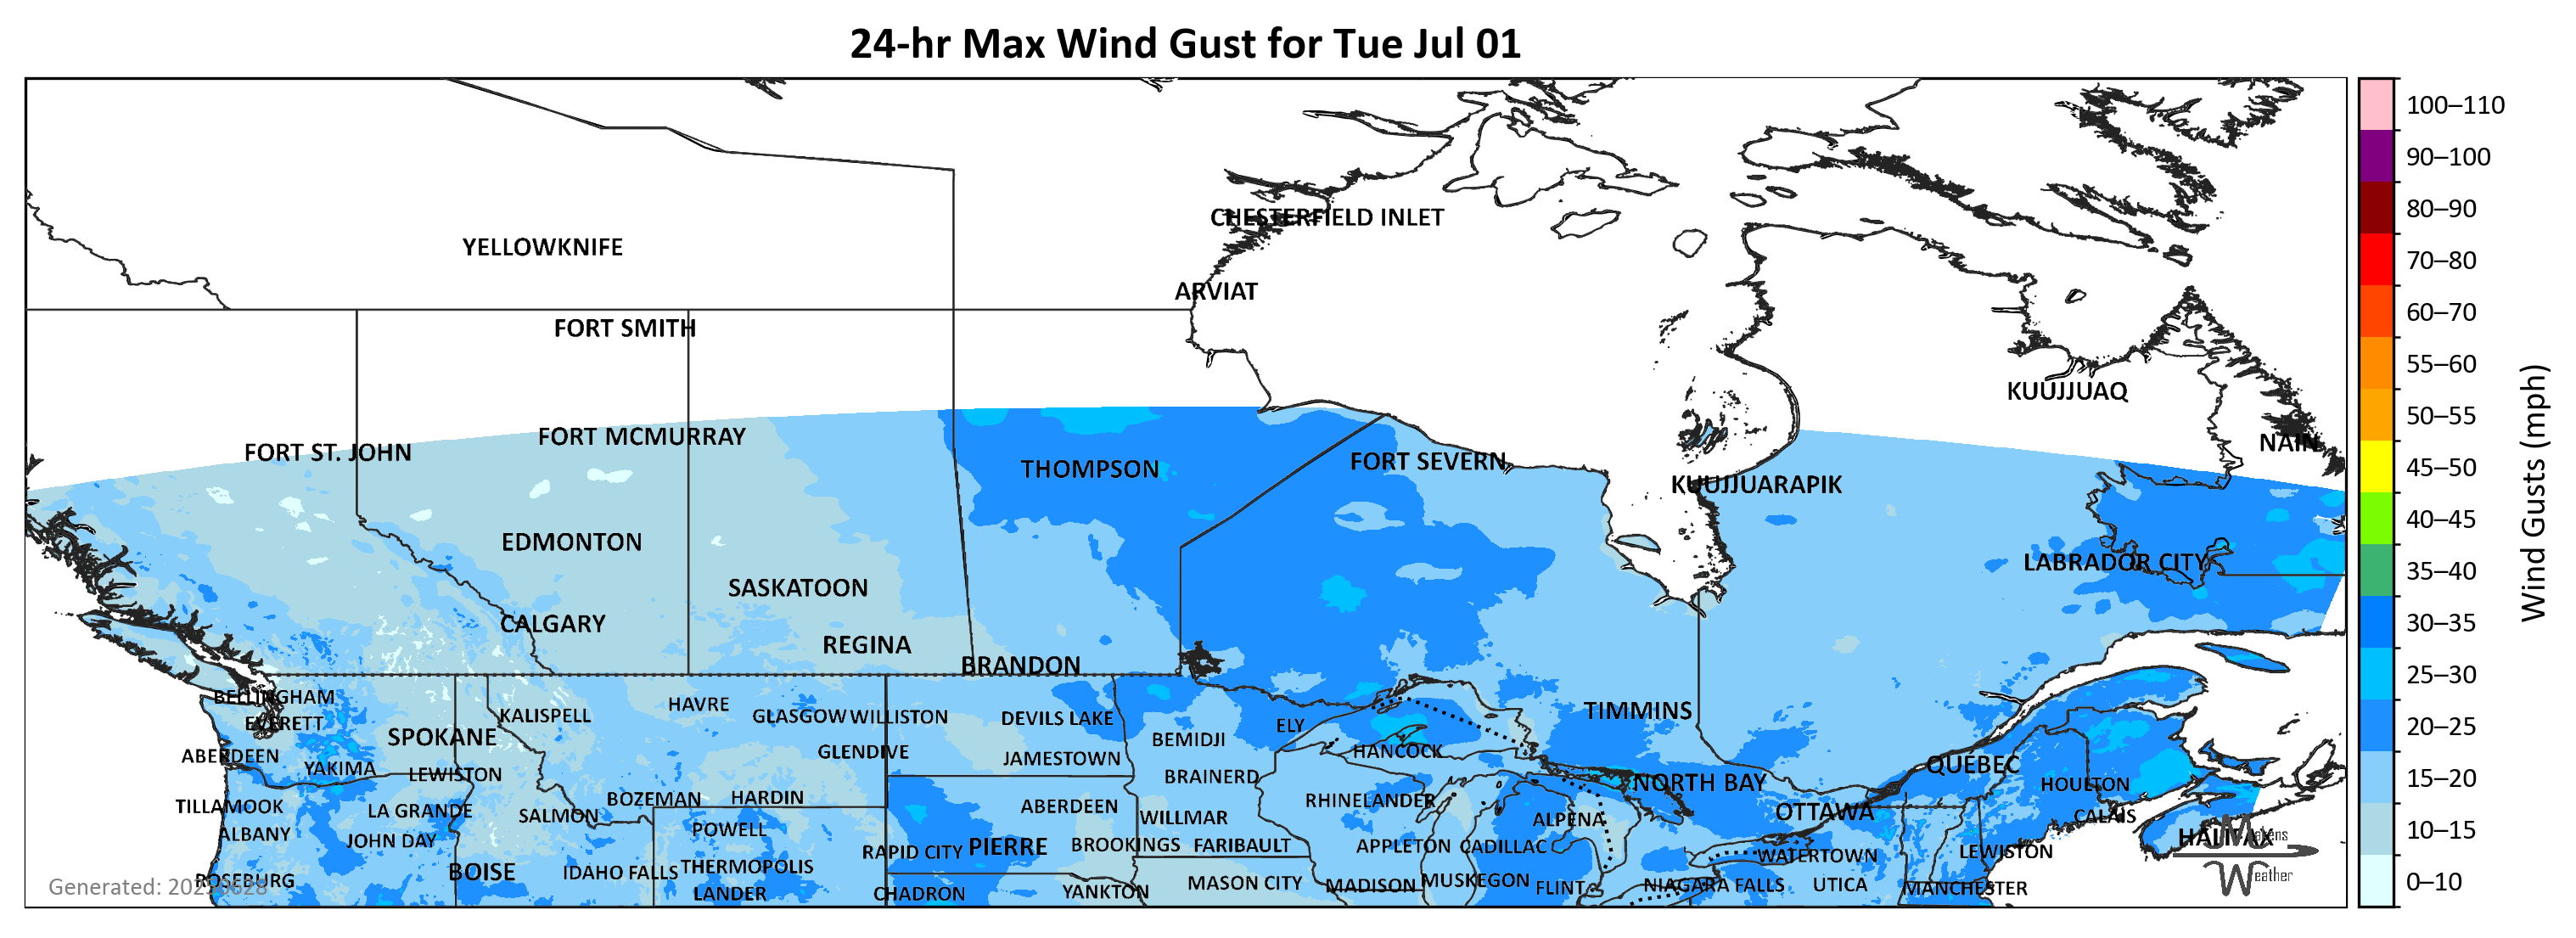 24-hr Max Wind Gust for Tue Jul 01
CHESTERFIELD INLET
YELLOWKNIFE
ARVIAT
FORT SMITH
KUUJJUAQ
FORT MCMURRAY
NAIN
FORT ST. JOHN
THOMPSON
FORT SEVERN
KUUJJUARAPIK
EDMONTON
LABRADOR CITY
SASKATOON
CALGARY
REGINA
BRANDON
BELLINGHAM
HAVRE
KALISPELL
GLASGOW
WILLISTON
DEVILS LAKE
TIMMINS
EVERETT
ELY
SPOKANE
BEMIDJI
GLENDIVE
HANCOCK
ABERDEEN
JAMESTOWN
QUEBEC
YAKIMA
LEWISTON
BRAINERD
NORTH BAY
HOULTON
BOZEMAN
HARDIN
RHINELANDER
TILLAMOOK
LA GRANDE
ABERDEEN
SALMON
WILLMAR
ALPENA
OTTAWA
CALAIS
ALBANY
POWELL
JOHN DAY
HALIFAX
Makens
Weather
RAPID CITY
PIERRE
BROOKINGS
FARIBAULT
APPLETON
CADILLAC
WATERTOWN
LEWISTON
BOISE
IDAHO FALLS
THERMOPOLIS
ROSEBURG
MASON CITY
MADISON
MUSKEGON
FLINT
NIAGARA FALLS
UTICA
MANCHESTER
LANDER
CHADRON
YANKTON
Generated: 20250628
100–110
90–100
80–90
70–80
60–70
55–60
50–55
45–50
40–45
35–40
30–35
25–30
20–25
15–20
10–15
0–10
Wind Gusts (mph)